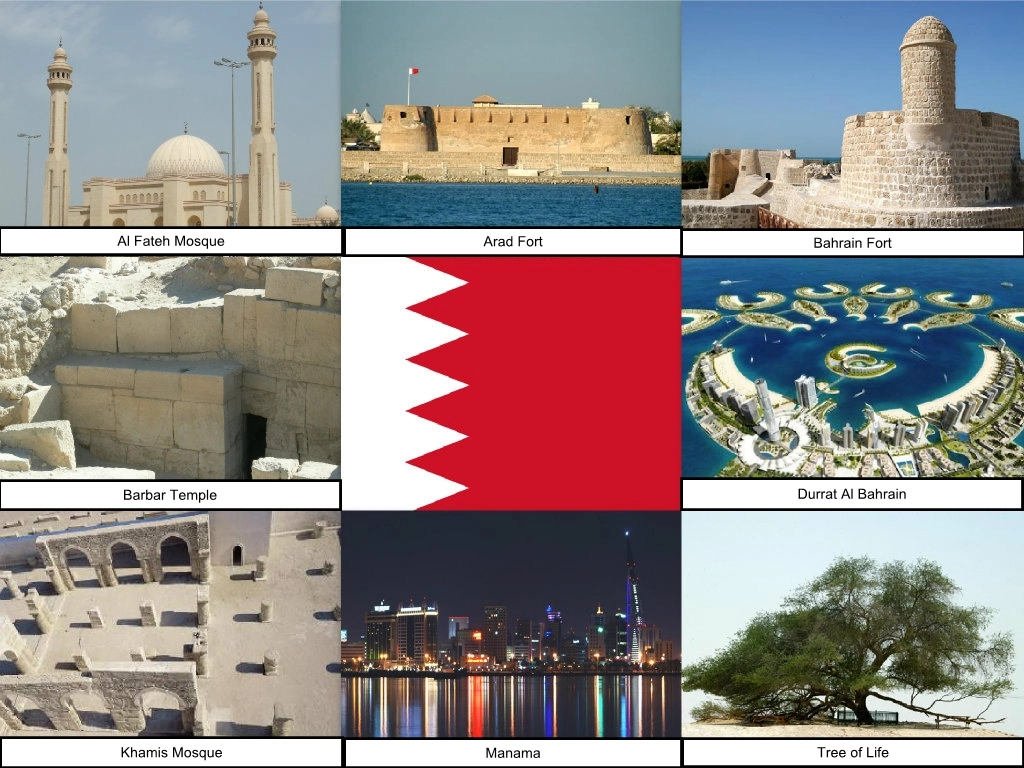 Al Fateh Mosque
Arad Fort
Bahrain Fort
Barbar Temple
Durrat Al Bahrain
Khamis Mosque
Manama
Tree of Life